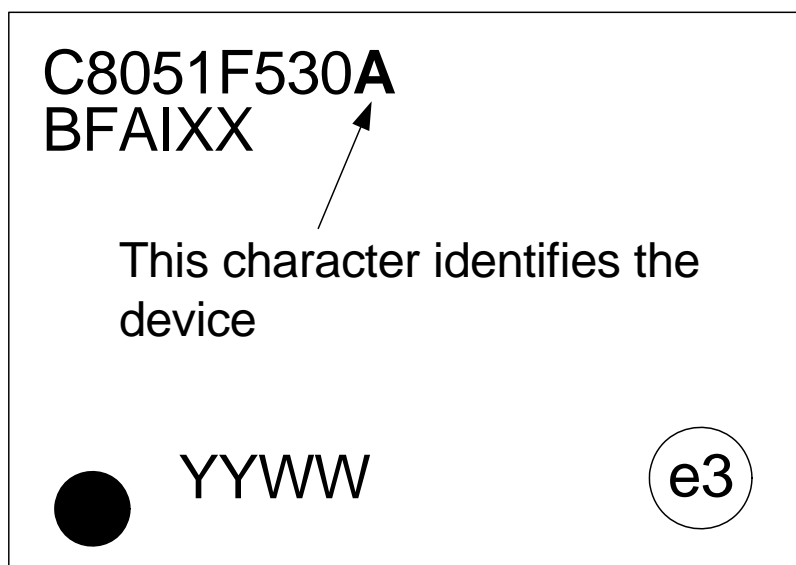 C8051F530A
BFAIXX
This character identifies the
device
YYWW
e3